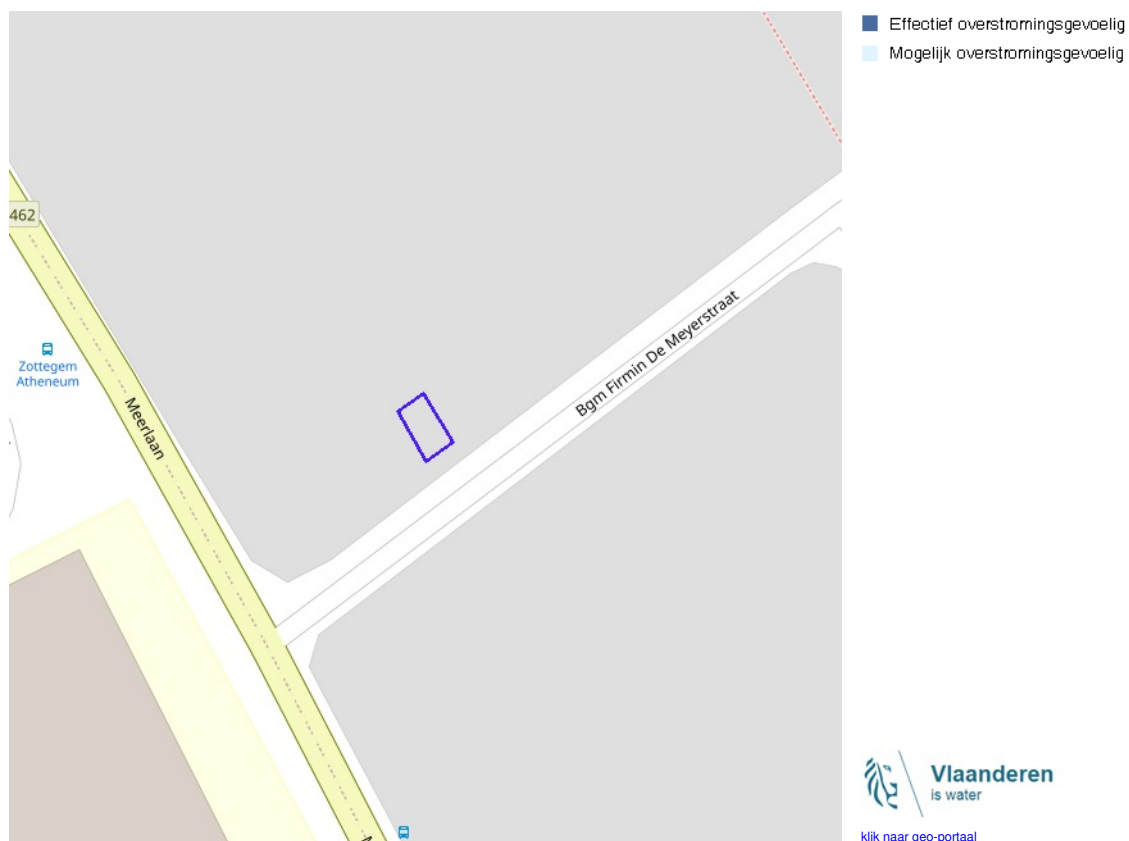 Effectief overstromingsgevoelig
Mogelijk overstromingsgevoelig
462
Zottegem
Atheneum
Meerlaan
Bgm Firmin De Meyerstraat
Vlaanderen
is water
klik naar geo-portaal